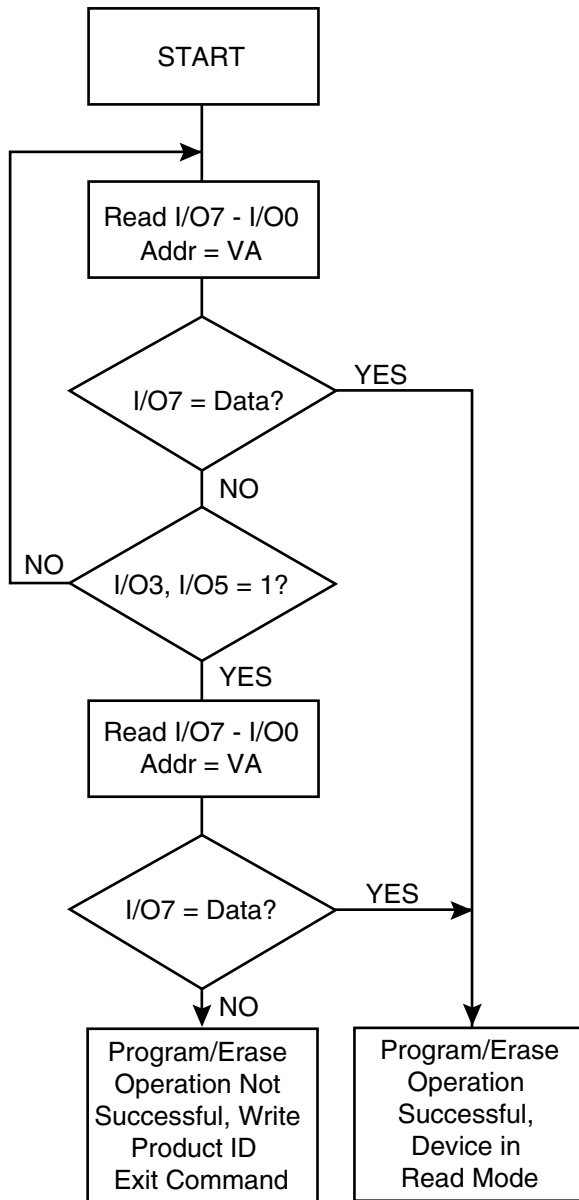 START
Read I/O7 - I/O0
Addr = VA
I/O7 = Data?
YES
NO
NO
I/O3, I/O5 = 1?
YES
Read I/O7 - I/O0
Addr = VA
I/O7 = Data?
YES
NO
Program/Erase
Operation Not
Successful, Write
Product ID
Exit Command
Program/Erase
Operation
Successful,
Device in
Read Mode